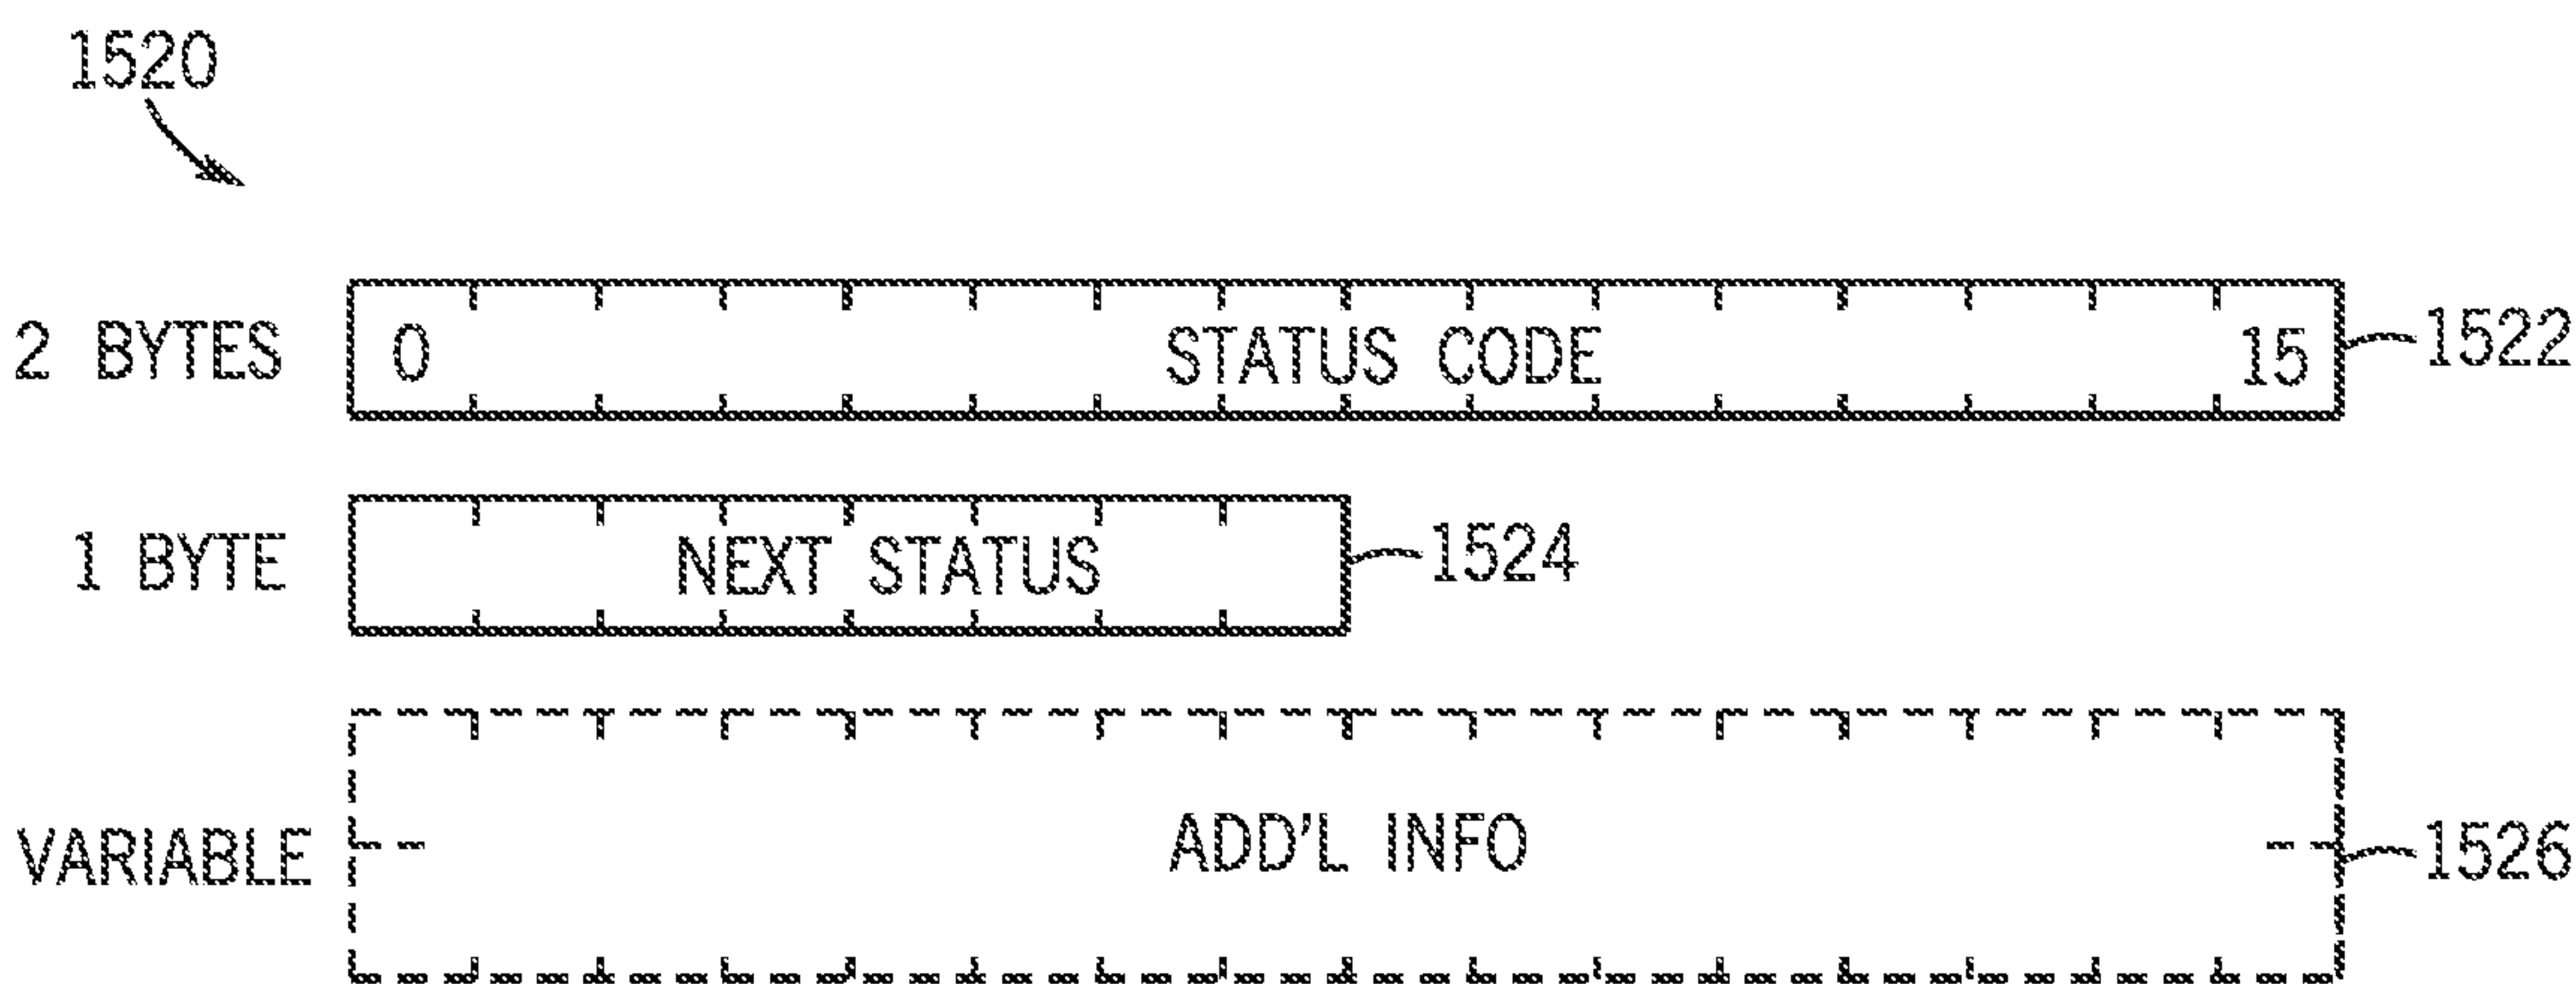 1520
2 BYTES 0 STATUS CODE 15 1522
1 BYTE NEXT STATUS 1524
VARIABLE ADD'L INFO 1526